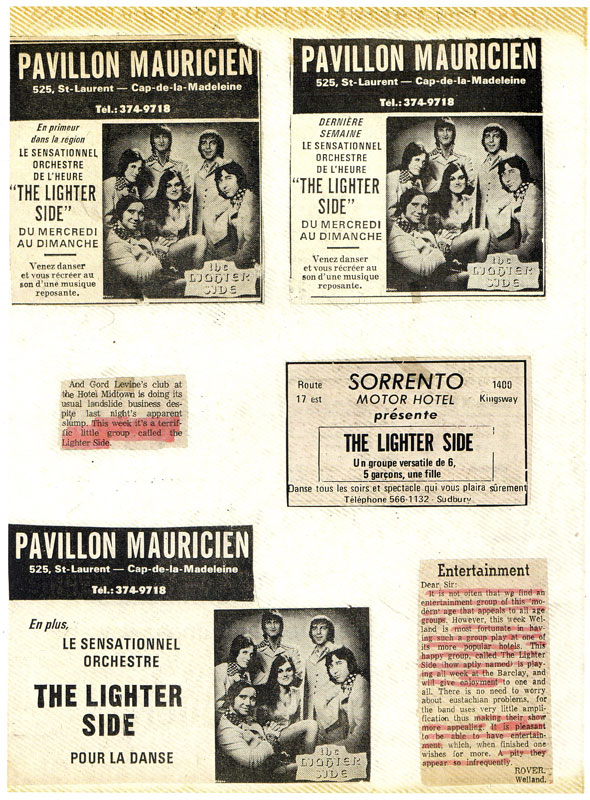 PAVILLON MAURICIEN
525, St-Laurent — Cap-de-la-Madeleine
Tél.: 374-9718
En primeur
dans la région
LE SENSATIONNEL
ORCHESTRE
DE L'HEURE
"THE LIGHTER
SIDE"
DU MERCREDI
AU DIMANCHE
Venez danser
et vous récréer au
son d'une musique
reposante.
the
LIGHTER
SIDE
PAVILLON MAURICIEN
525, St-Laurent — Cap-de-la-Madeleine
Tél.: 374-9718
DERNIÈRE
SEMAINE
LE SENSATIONNEL
ORCHESTRE
DE L'HEURE
"THE LIGHTER
SIDE"
DU MERCREDI
AU DIMANCHE
Venez danser
et vous récréer au
son d'une musique
reposante.
the
LIGHTER
SIDE
And Gord Levine's club at
the Hotel Midtown is doing its
usual landslide business des-
pite last night's apparent
slump. This week it's a terri-
fic little group called the
Lighter Side.
Route
17 est
SORRENTO
MOTOR HOTEL
1400
Kingsway
présente
THE LIGHTER SIDE
Un groupe versatile de 6,
5 garçons, une fille
Danse tous les soirs et spectacle qui vous plaira sûrement
Téléphone 566-1132 - Sudbury
PAVILLON MAURICIEN
525, St-Laurent — Cap-de-la-Madeleine
Tél.: 374-9718
En plus,
LE SENSATIONNEL
ORCHESTRE
THE LIGHTER
SIDE
POUR LA DANSE
the
LIGHTER
SIDE
Entertainment
Dear Sir:
It is not often that we find an
entertainment group of this mo-
dern age that appeals to all age
groups. However, this week Wel-
land is most fortunate in hav-
ing such a group play at one of
its more popular hotels. This
happy group, called The Lighter
Side (how aptly named) is play-
ing all week at the Barclay, and
will give enjoyment to one and
all. There is no need to worry
about eustachian problems, for
the band uses very little ampli-
fication thus making their show
more appealing. It is pleasant
to be able to have entertain-
ment, which, when finished one
wishes for more. A pity they
appear so infrequently.
ROVER.
Welland.